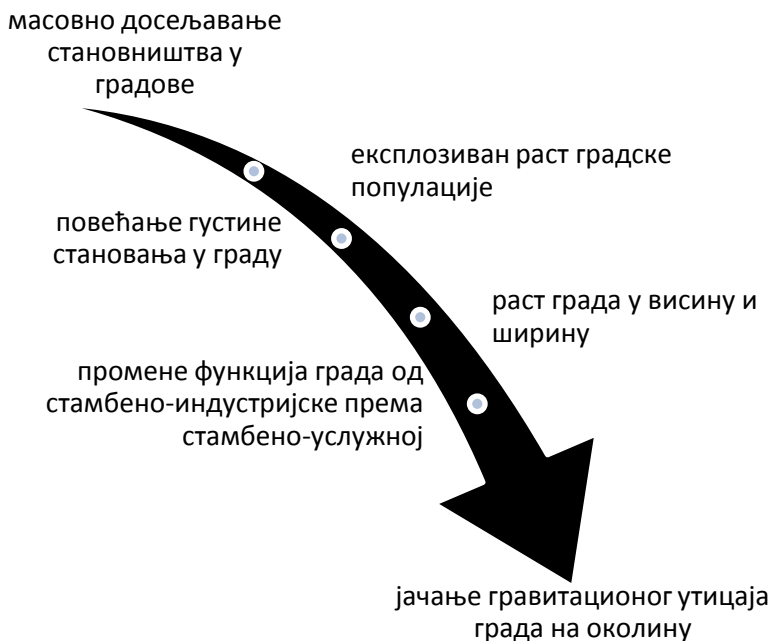 масовно досељавање
становништва у
градове
експлозиван раст градске
популације
повећање густине
становања у граду
раст града у висину и
ширину
промене функција града од
стамбено-индустријске према
стамбено-услужној
јачање гравитационог утицаја
града на околину